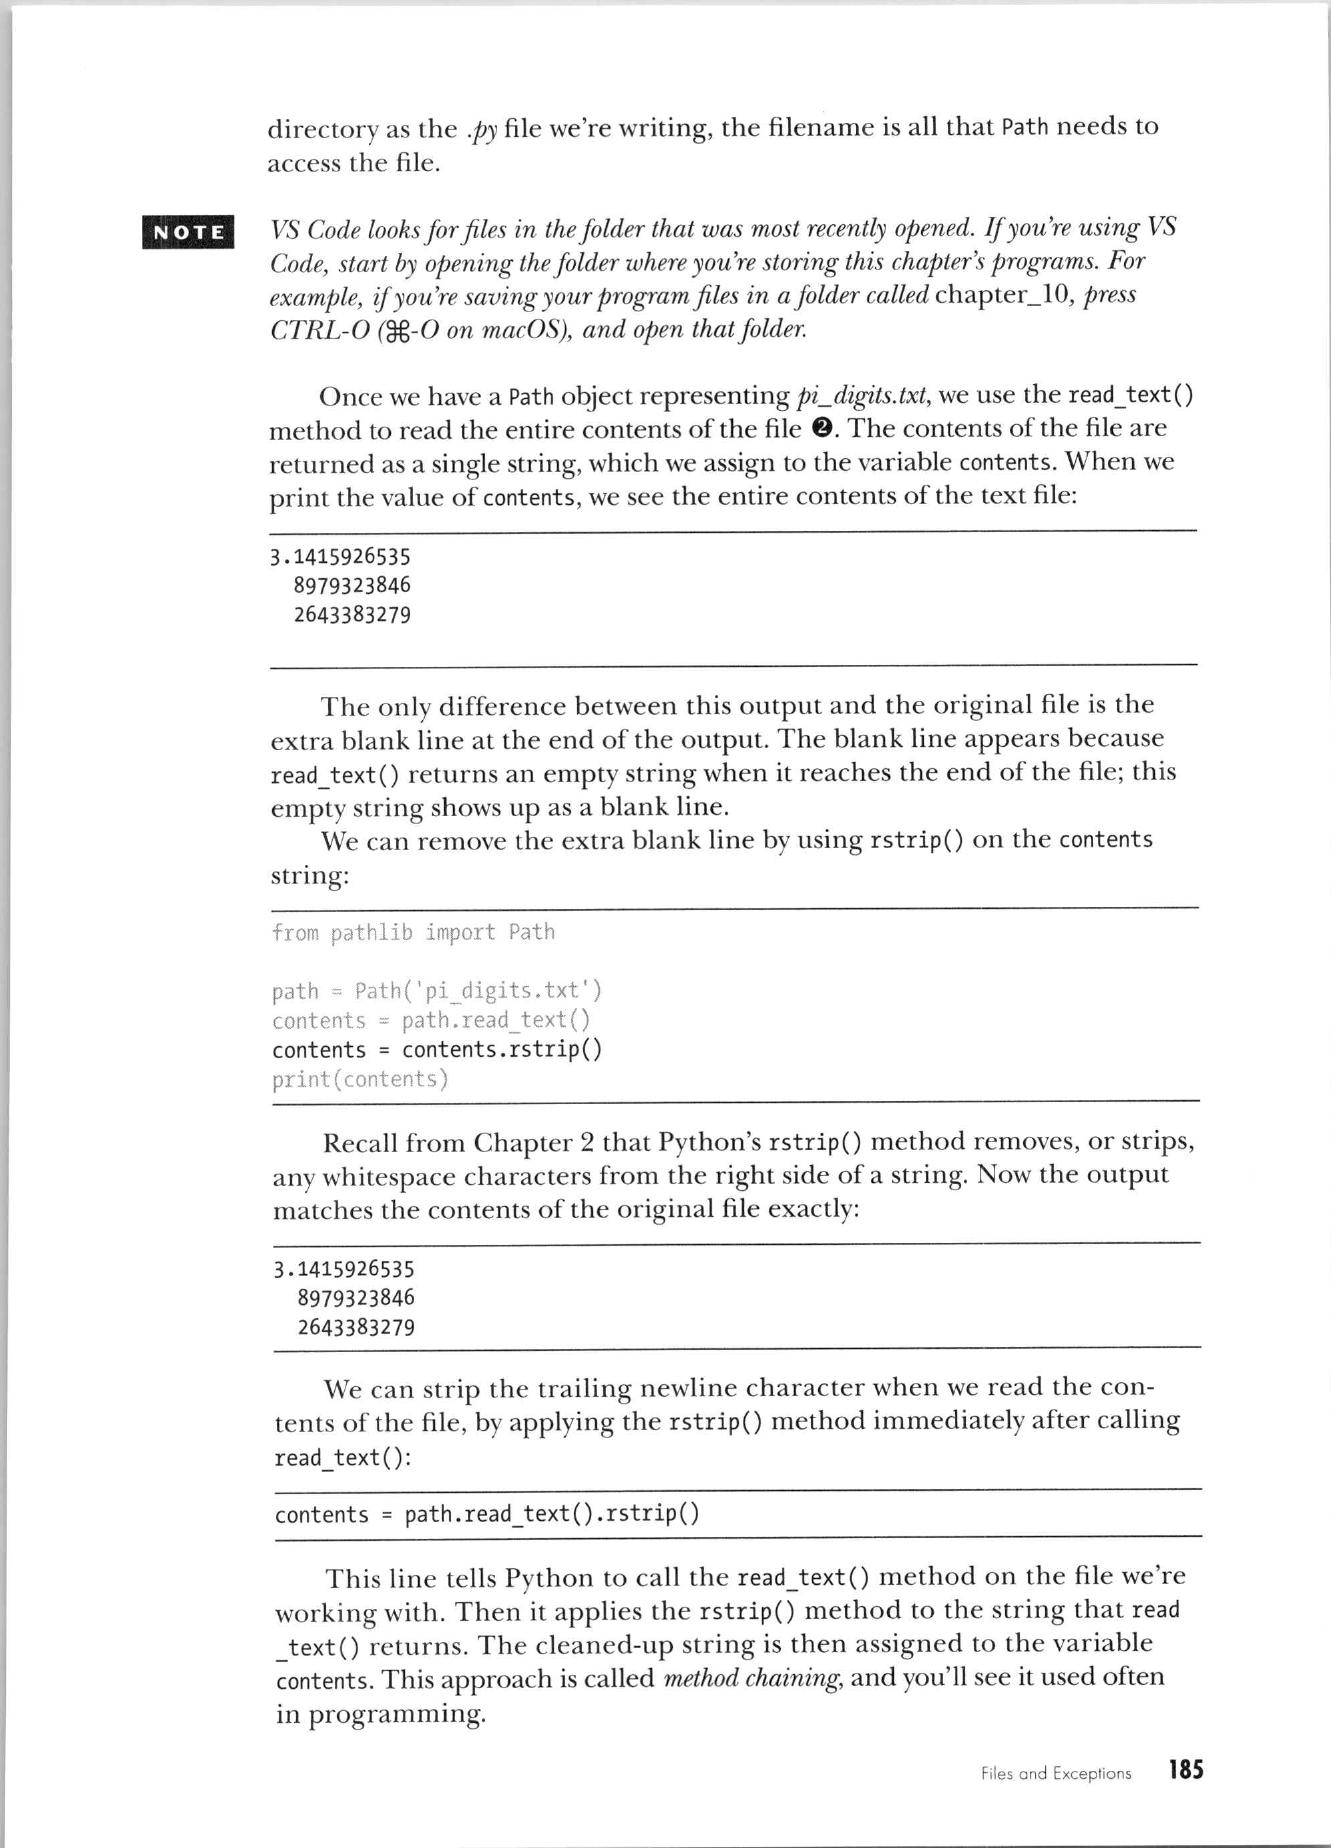 directory as the .py file we're writing, the filename is all that Path needs to
access the file.
NOTE
VS Code looks for files in the folder that was most recently opened. If you're using VS
Code, start by opening the folder where you're storing this chapter's programs. For
example, if you're saving your program files in a folder called chapter_10, press
CTRL-O (⌘-O on macOS), and open that folder.
Once we have a Path object representing pi_digits.txt, we use the read_text()
method to read the entire contents of the file ❷. The contents of the file are
returned as a single string, which we assign to the variable contents. When we
print the value of contents, we see the entire contents of the text file:
3.1415926535
  8979323846
  2643383279
The only difference between this output and the original file is the
extra blank line at the end of the output. The blank line appears because
read_text() returns an empty string when it reaches the end of the file; this
empty string shows up as a blank line.
We can remove the extra blank line by using rstrip() on the contents
string:
from pathlib import Path
path = Path('pi_digits.txt')
contents = path.read_text()
contents = contents.rstrip()
print(contents)
Recall from Chapter 2 that Python's rstrip() method removes, or strips,
any whitespace characters from the right side of a string. Now the output
matches the contents of the original file exactly:
3.1415926535
  8979323846
  2643383279
We can strip the trailing newline character when we read the con-
tents of the file, by applying the rstrip() method immediately after calling
read_text():
contents = path.read_text().rstrip()
This line tells Python to call the read_text() method on the file we're
working with. Then it applies the rstrip() method to the string that read
_text() returns. The cleaned-up string is then assigned to the variable
contents. This approach is called method chaining, and you'll see it used often
in programming.
Files and Exceptions 185